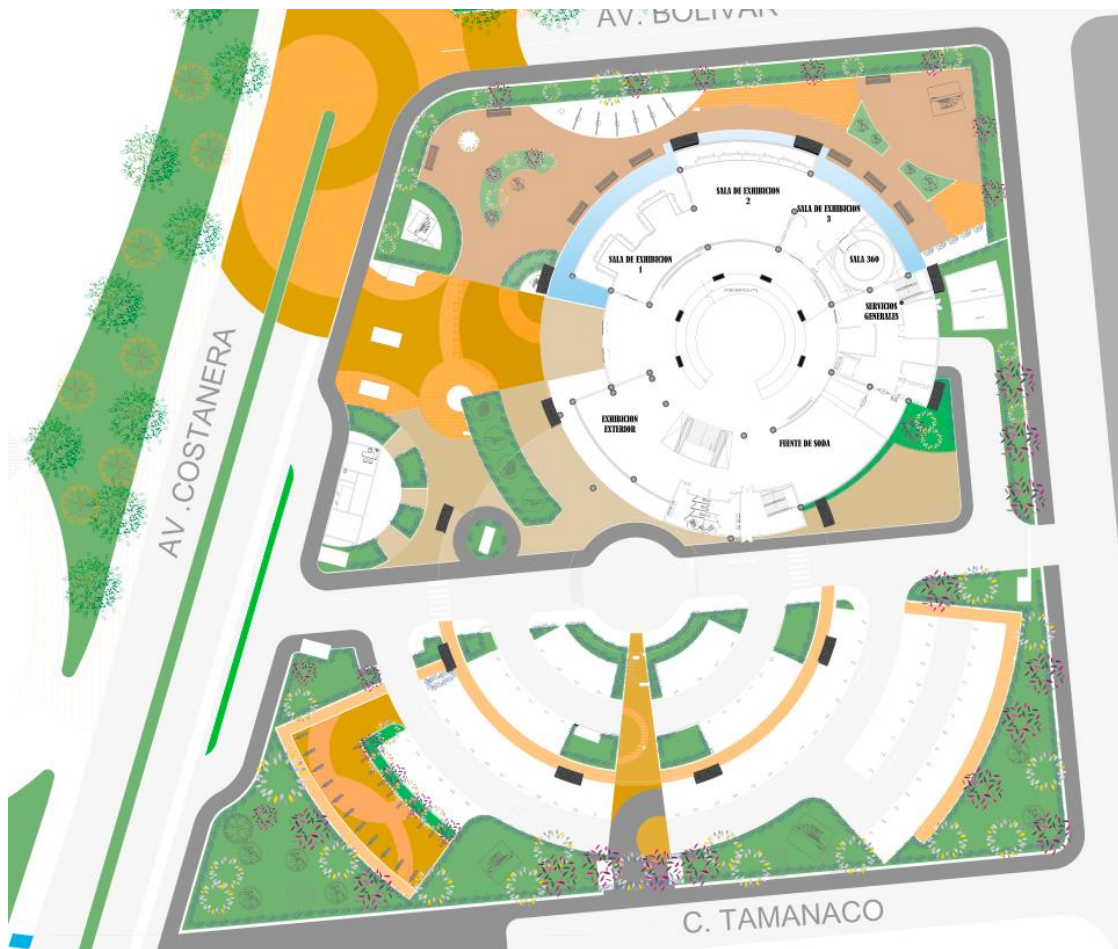 AV. BOLIVAR
SALA DE EXHIBICION
2
SALA DE EXHIBICION
3
SALA DE EXHIBICION
1
SALA 360
SERVICIOS
GENERALES
AV .COSTANERA
EXHIBICION
EXTERIOR
FUENTE DE SODA
C. TAMANACO